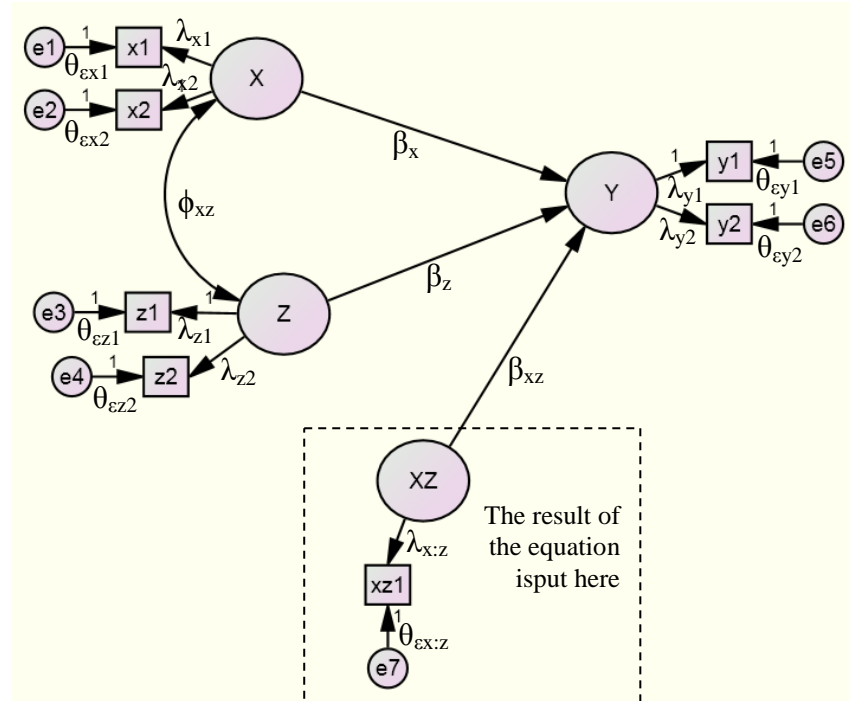 e1 1 x1 λx1 X
θεx1
λx2
e2 1 x2
θεx2
βx
Y
1 y1 1 e5
λy1 θεy1
y2 1 e6
λy2 θεy2
ϕxz
βz
e3 1 z1 1 Z
θεz1 λz1
e4 1 z2 λz2
θεz2
βxz
XZ
The result of
the equation
isput here
λx:z
xz1
1
θεx:z
e7